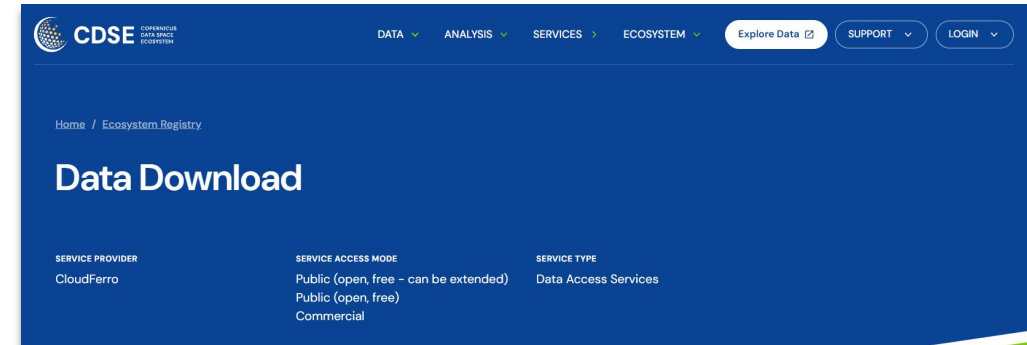 CDSE COPERNICUS DATA SPACE ECOSYSTEM
DATA ANALYSIS SERVICES ECOSYSTEM Explore Data SUPPORT LOGIN
Home / Ecosystem Registry
Data Download
SERVICE PROVIDER
CloudFerro
SERVICE ACCESS MODE
Public (open, free - can be extended)
Public (open, free)
Commercial
SERVICE TYPE
Data Access Services